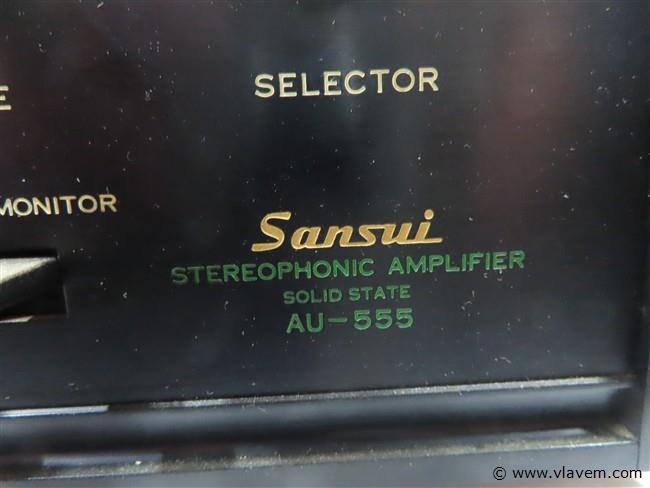 SELECTOR
E
MONITOR
Sansui
STEREOPHONIC AMPLIFIER
SOLID STATE
AU-555
© www.vlavem.com